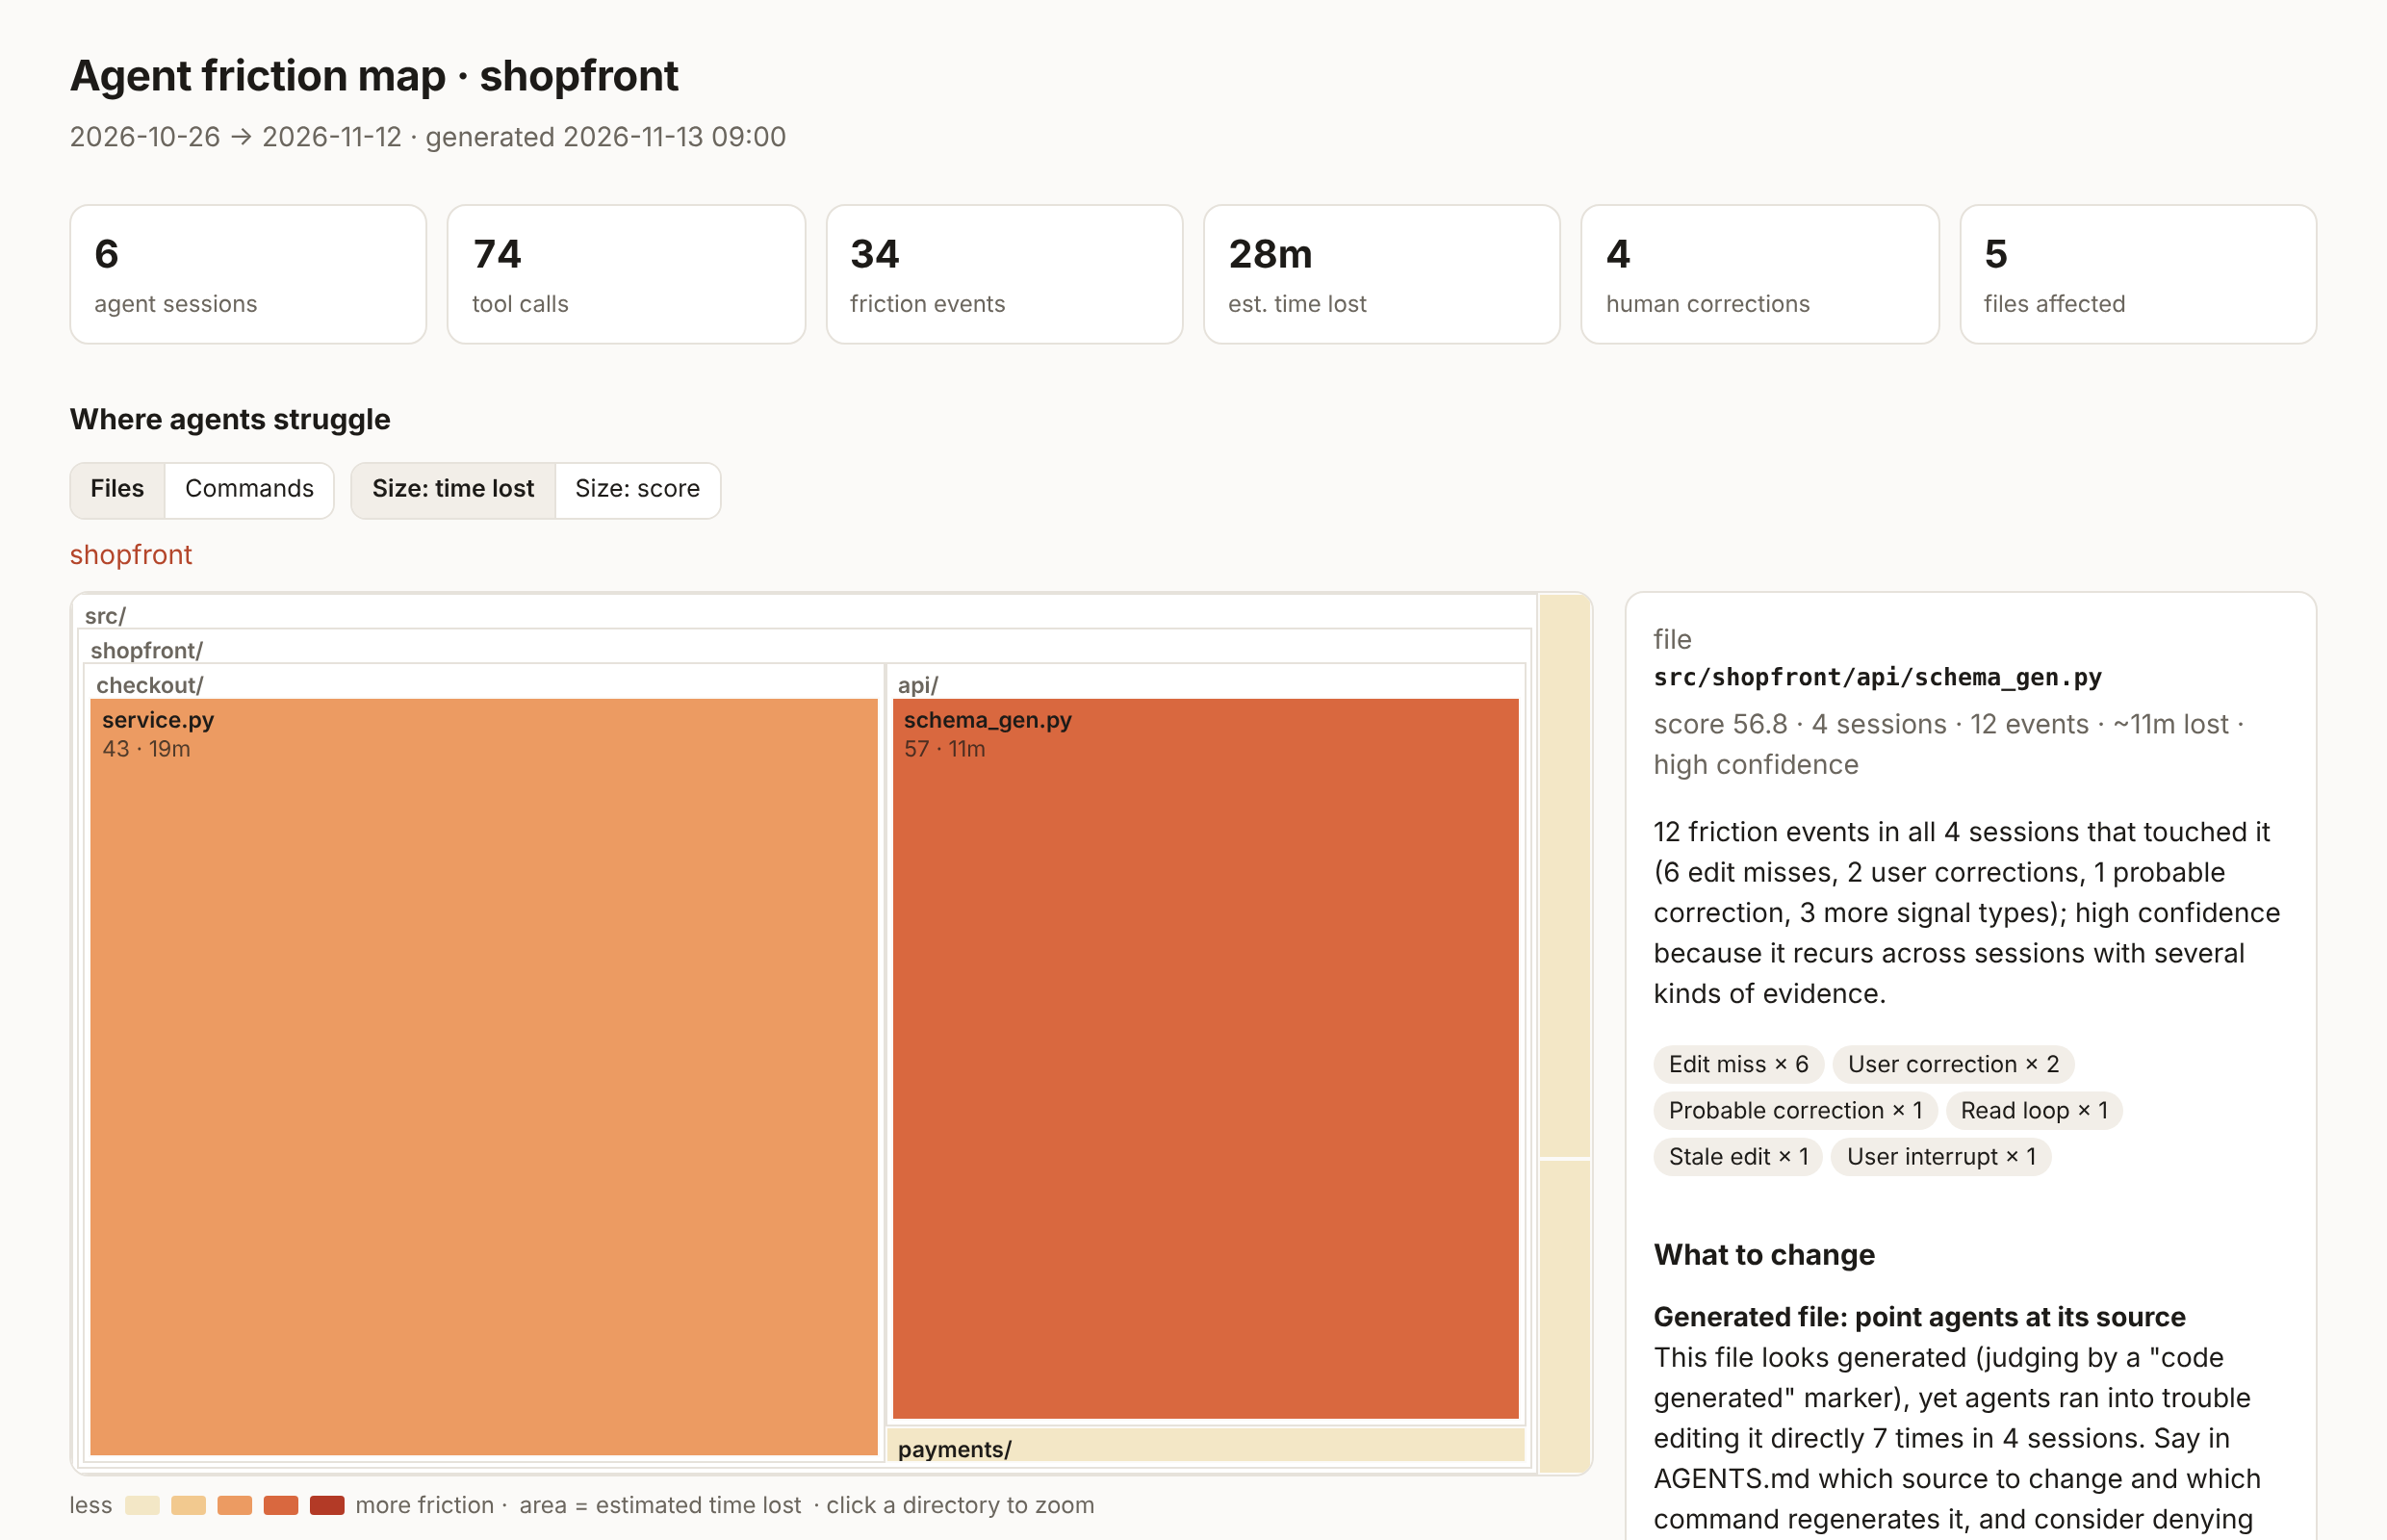 Agent friction map · shopfront
2026-10-26 → 2026-11-12 · generated 2026-11-13 09:00
6
agent sessions
74
tool calls
34
friction events
28m
est. time lost
4
human corrections
5
files affected
Where agents struggle
Files
Commands
Size: time lost
Size: score
shopfront
src/
shopfront/
checkout/
service.py
43 · 19m
api/
schema_gen.py
57 · 11m
payments/
less
more friction · area = estimated time lost · click a directory to zoom
file
src/shopfront/api/schema_gen.py
score 56.8 · 4 sessions · 12 events · ~11m lost ·
high confidence
12 friction events in all 4 sessions that touched it
(6 edit misses, 2 user corrections, 1 probable
correction, 3 more signal types); high confidence
because it recurs across sessions with several
kinds of evidence.
Edit miss × 6
User correction × 2
Probable correction × 1
Read loop × 1
Stale edit × 1
User interrupt × 1
What to change
Generated file: point agents at its source
This file looks generated (judging by a "code
generated" marker), yet agents ran into trouble
editing it directly 7 times in 4 sessions. Say in
AGENTS.md which source to change and which
command regenerates it, and consider denying